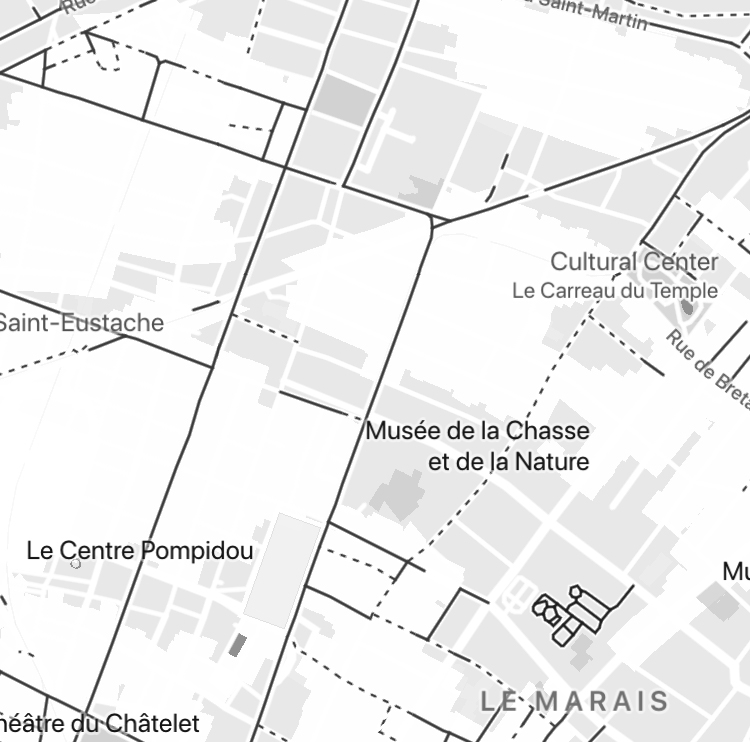 Rue
Saint-Martin
Cultural Center
Le Carreau du Temple
Saint-Eustache
Rue de Breta
Musée de la Chasse
et de la Nature
Le Centre Pompidou
Mu
LE MARAIS
héâtre du Châtelet